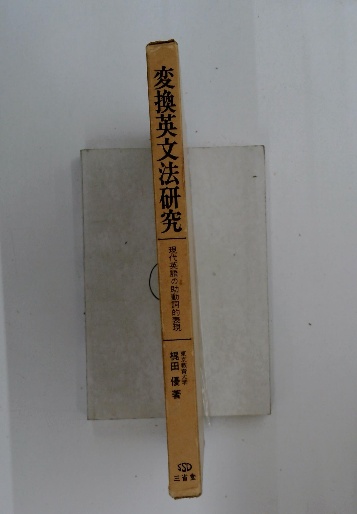 変換英文法研究
現代英語の助動詞的表現
東京教育大学
梶田 優 著
三省堂